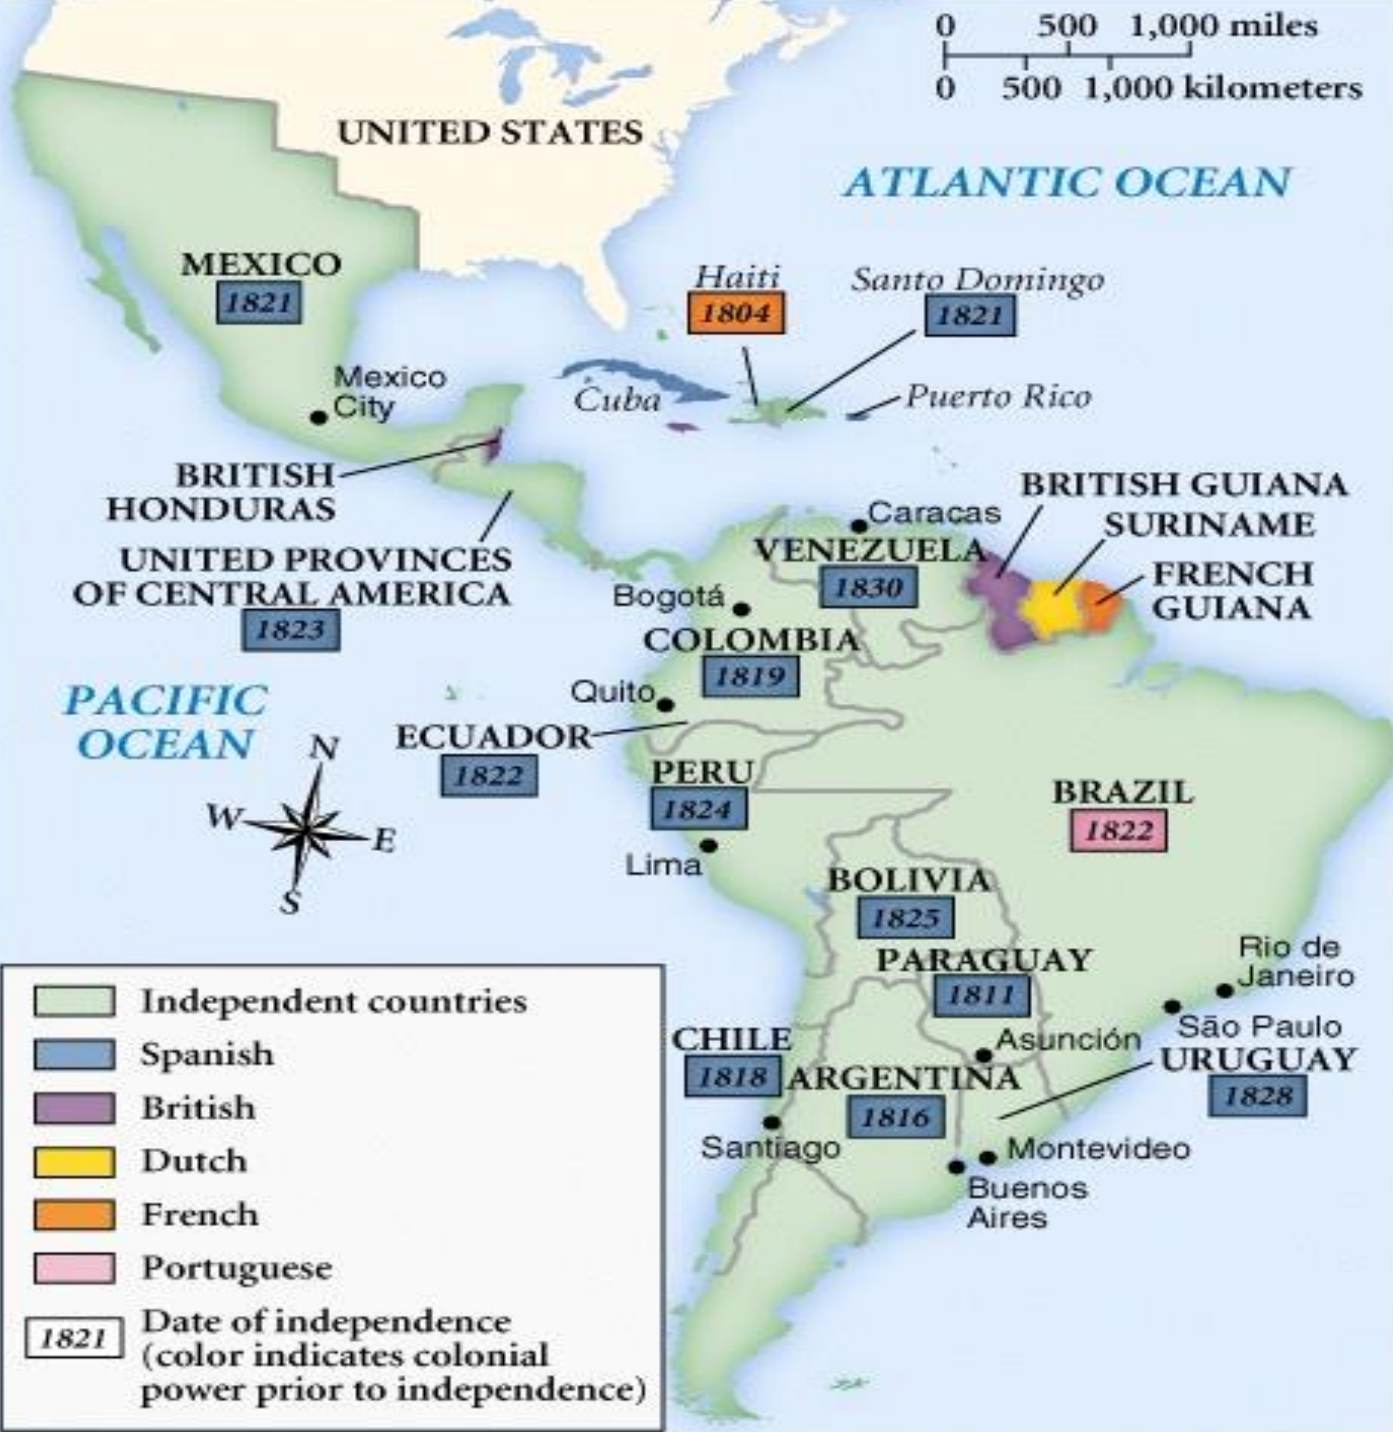 0 500 1,000 miles
0 500 1,000 kilometers
UNITED STATES
ATLANTIC OCEAN
MEXICO
1821
Haiti
1804
Santo Domingo
1821
Mexico
City
Cuba
Puerto Rico
BRITISH
HONDURAS
BRITISH GUIANA
SURINAME
FRENCH
GUIANA
Caracas
VENEZUELA
1830
UNITED PROVINCES
OF CENTRAL AMERICA
1823
Bogotá
COLOMBIA
1819
PACIFIC
OCEAN
Quito
ECUADOR
1822
N
W
E
S
PERU
1824
Lima
BRAZIL
1822
BOLIVIA
1825
PARAGUAY
1811
Rio de
Janeiro
São Paulo
Asunción
CHILE
1818
ARGENTINA
1816
URUGUAY
1828
Santiago
Montevideo
Buenos
Aires
Independent countries
Spanish
British
Dutch
French
Portuguese
1821
Date of independence
(color indicates colonial
power prior to independence)